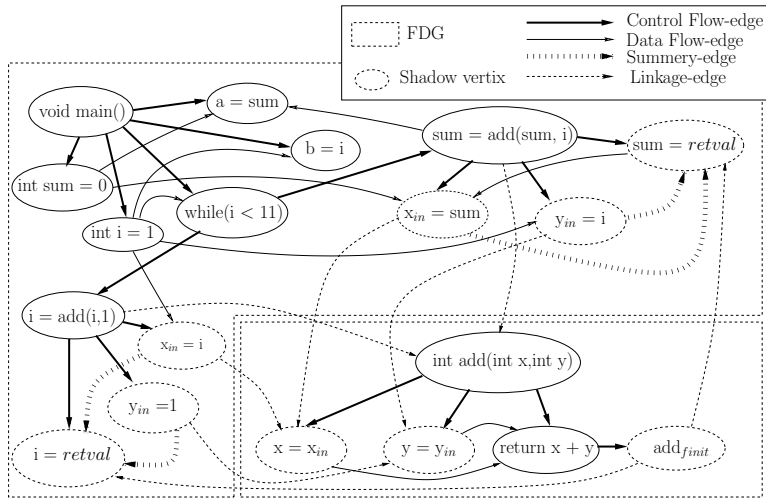 FDG
Shadow vertix
Control Flow-edge
Data Flow-edge
Summery-edge
Linkage-edge
void main()
a = sum
b = i
sum = add(sum, i)
sum = retval
int sum = 0
while(i < 11)
x_in = sum
y_in = i
int i = 1
i = add(i,1)
x_in = i
int add(int x,int y)
y_in =1
i = retval
x = x_in
y = y_in
return x + y
add_finit